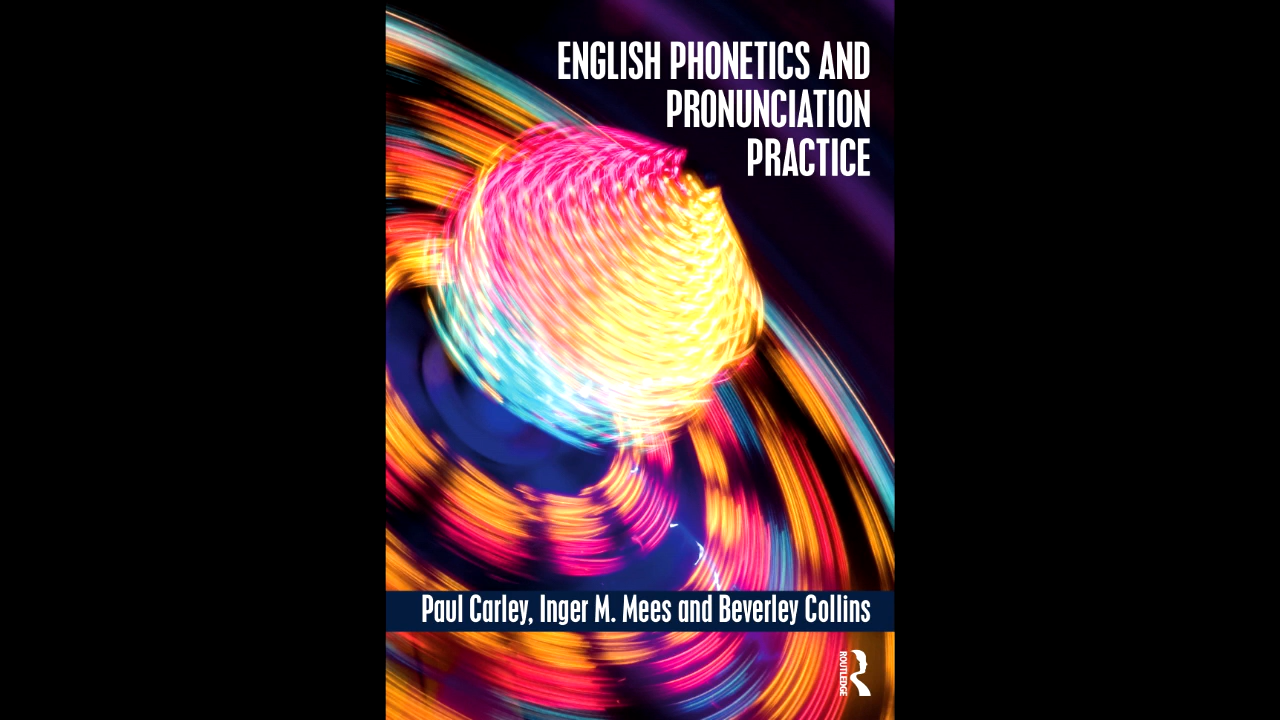 ENGLISH PHONETICS AND
PRONUNCIATION
PRACTICE
Paul Carley, Inger M. Mees and Beverley Collins
ROUTLEDGE